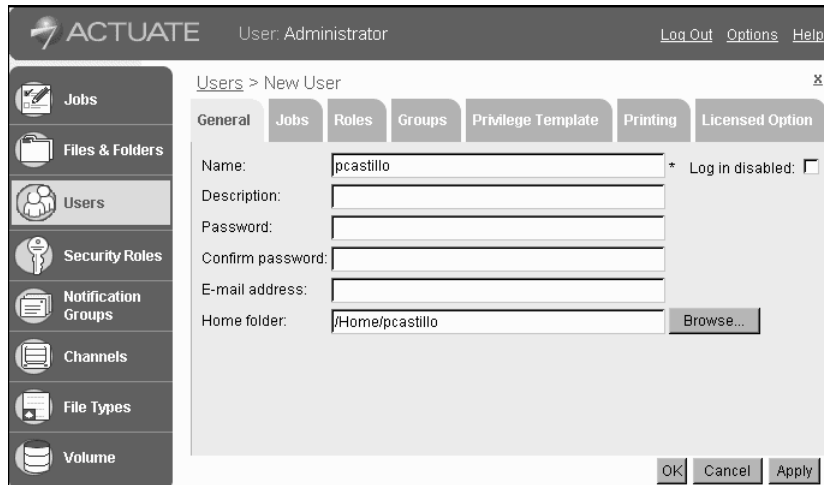 ACTUATE User: Administrator Log Out Options Help
Jobs
Files & Folders
Users
Security Roles
Notification
Groups
Channels
File Types
Volume
Users > New User x
General Jobs Roles Groups Privilege Template Printing Licensed Option
Name: pcastillo * Log in disabled:
Description:
Password:
Confirm password:
E-mail address:
Home folder: /Home/pcastillo Browse...
OK Cancel Apply